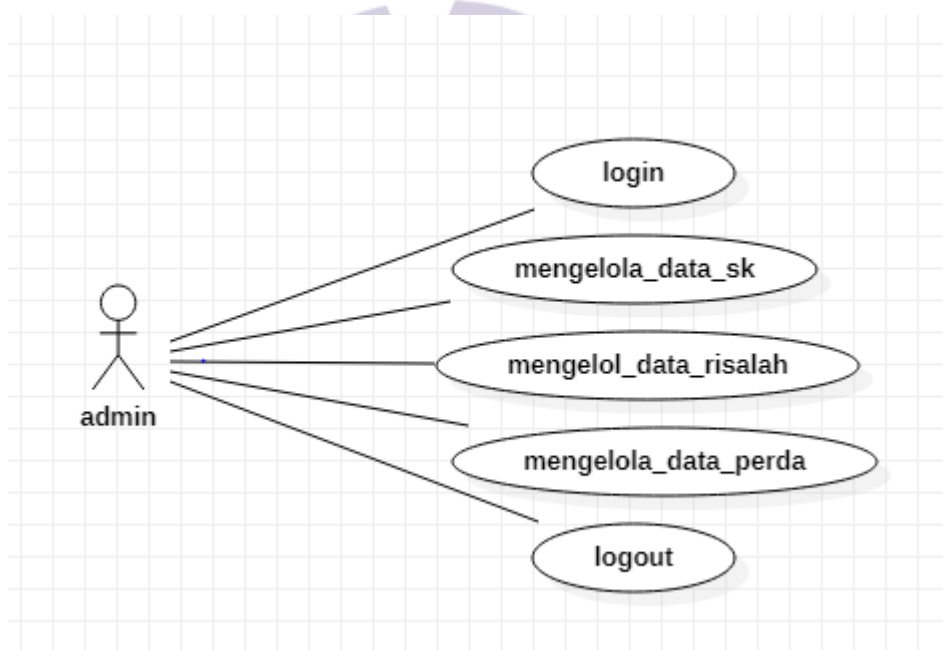 login
mengelola_data_sk
mengelol_data_risalah
admin
mengelola_data_perda
logout